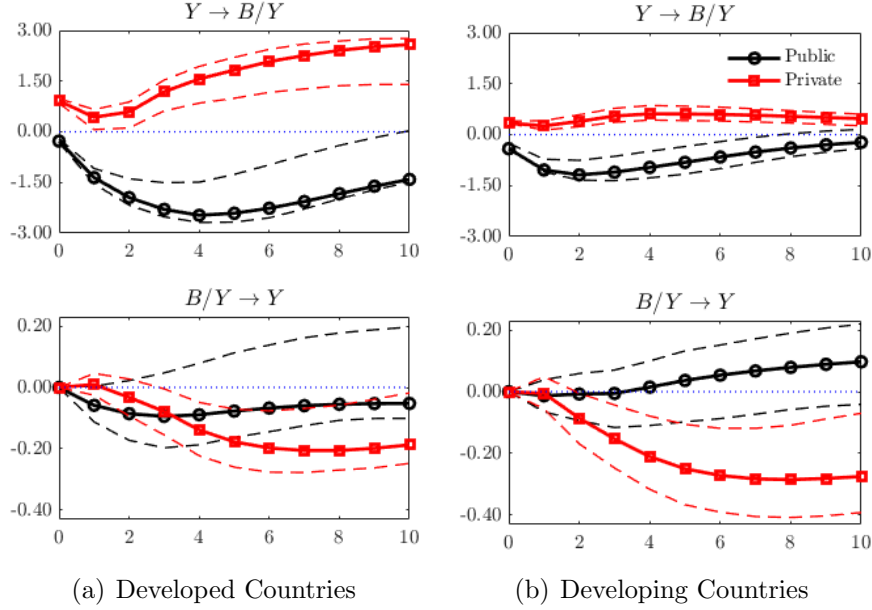 Y → B/Y
3.00
1.50
0.00
-1.50
-3.00
0 2 4 6 8 10
Y → B/Y
Public
Private
3.00
1.50
0.00
-1.50
-3.00
0 2 4 6 8 10
B/Y → Y
0.20
0.00
-0.20
-0.40
0 2 4 6 8 10
B/Y → Y
0.20
0.00
-0.20
-0.40
0 2 4 6 8 10
(a) Developed Countries
(b) Developing Countries